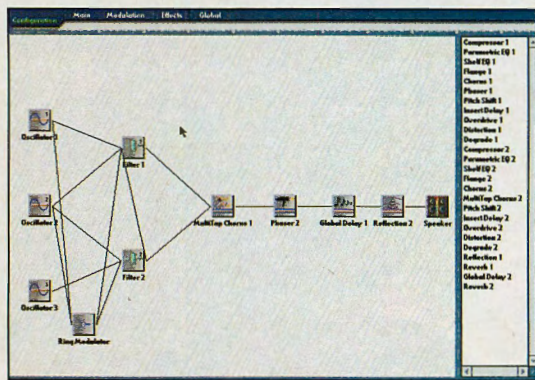 Configuration Main Modulation Effects Global
Oscillator 1
Filter 1
Oscillator 2
MultiTap Chorus 1
Phaser 2
Global Delay 1
Reflection 2
Speaker
Filter 2
Oscillator 3
Ring Modulator
Compressor 1
Parametric EQ 1
Shelf EQ 1
Flange 1
Chorus 1
Phaser 1
Pitch Shift 1
Insert Delay 1
Overdrive 1
Distortion 1
Degrade 1
Compressor 2
Parametric EQ 2
Shelf EQ 2
Flange 2
Chorus 2
MultiTap Chorus 2
Pitch Shift 2
Insert Delay 2
Overdrive 2
Distortion 2
Degrade 2
Reflection 1
Reverb 1
Global Delay 2
Reverb 2